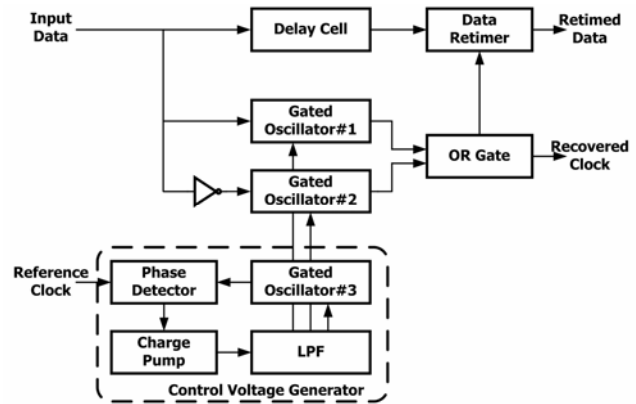 Input
Data
Delay Cell
Data
Retimer
Retimed
Data
Gated
Oscillator#1
OR Gate
Recovered
Clock
Gated
Oscillator#2
Reference
Clock
Phase
Detector
Gated
Oscillator#3
Charge
Pump
LPF
Control Voltage Generator